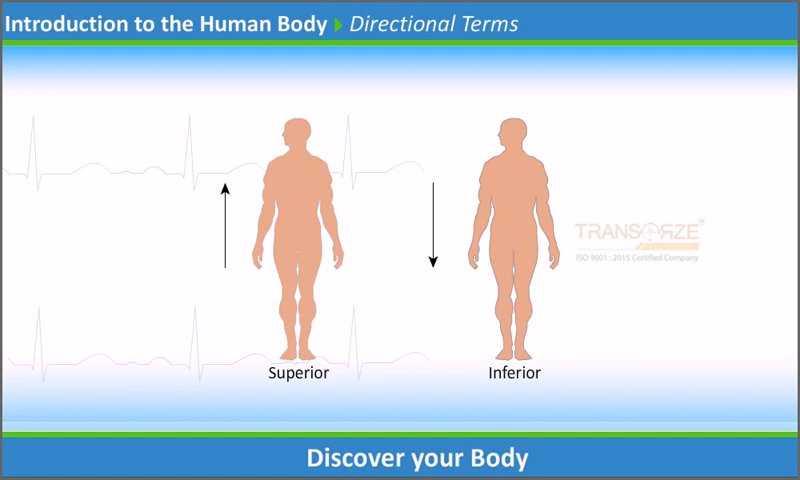 Introduction to the Human Body Directional Terms
TRANSORZE®
ISO 9001 : 2015 Certified Company
Superior
Inferior
Discover your Body